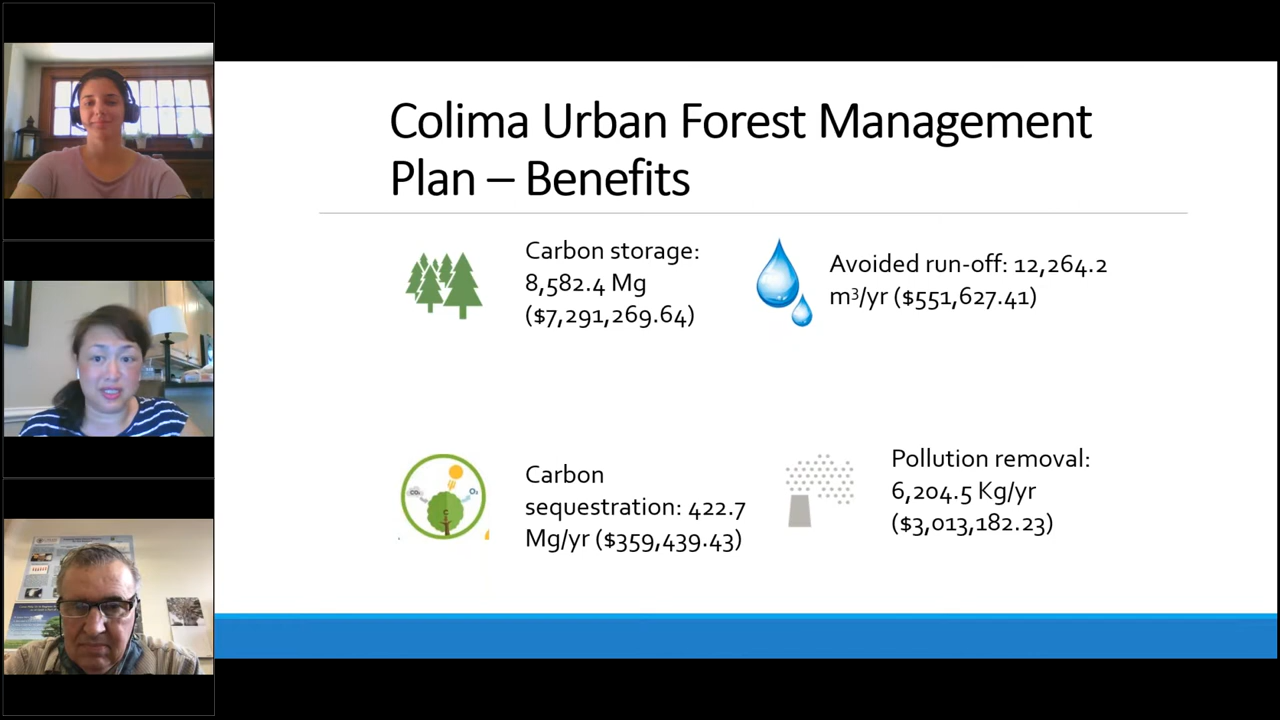 Colima Urban Forest Management
Plan – Benefits
Carbon storage:
8,582.4 Mg
($7,291,269.64)
Avoided run-off: 12,264.2
m³/yr ($551,627.41)
Carbon
sequestration: 422.7
Mg/yr ($359,439.43)
Pollution removal:
6,204.5 Kg/yr
($3,013,182.23)
CO₂
O₂
C